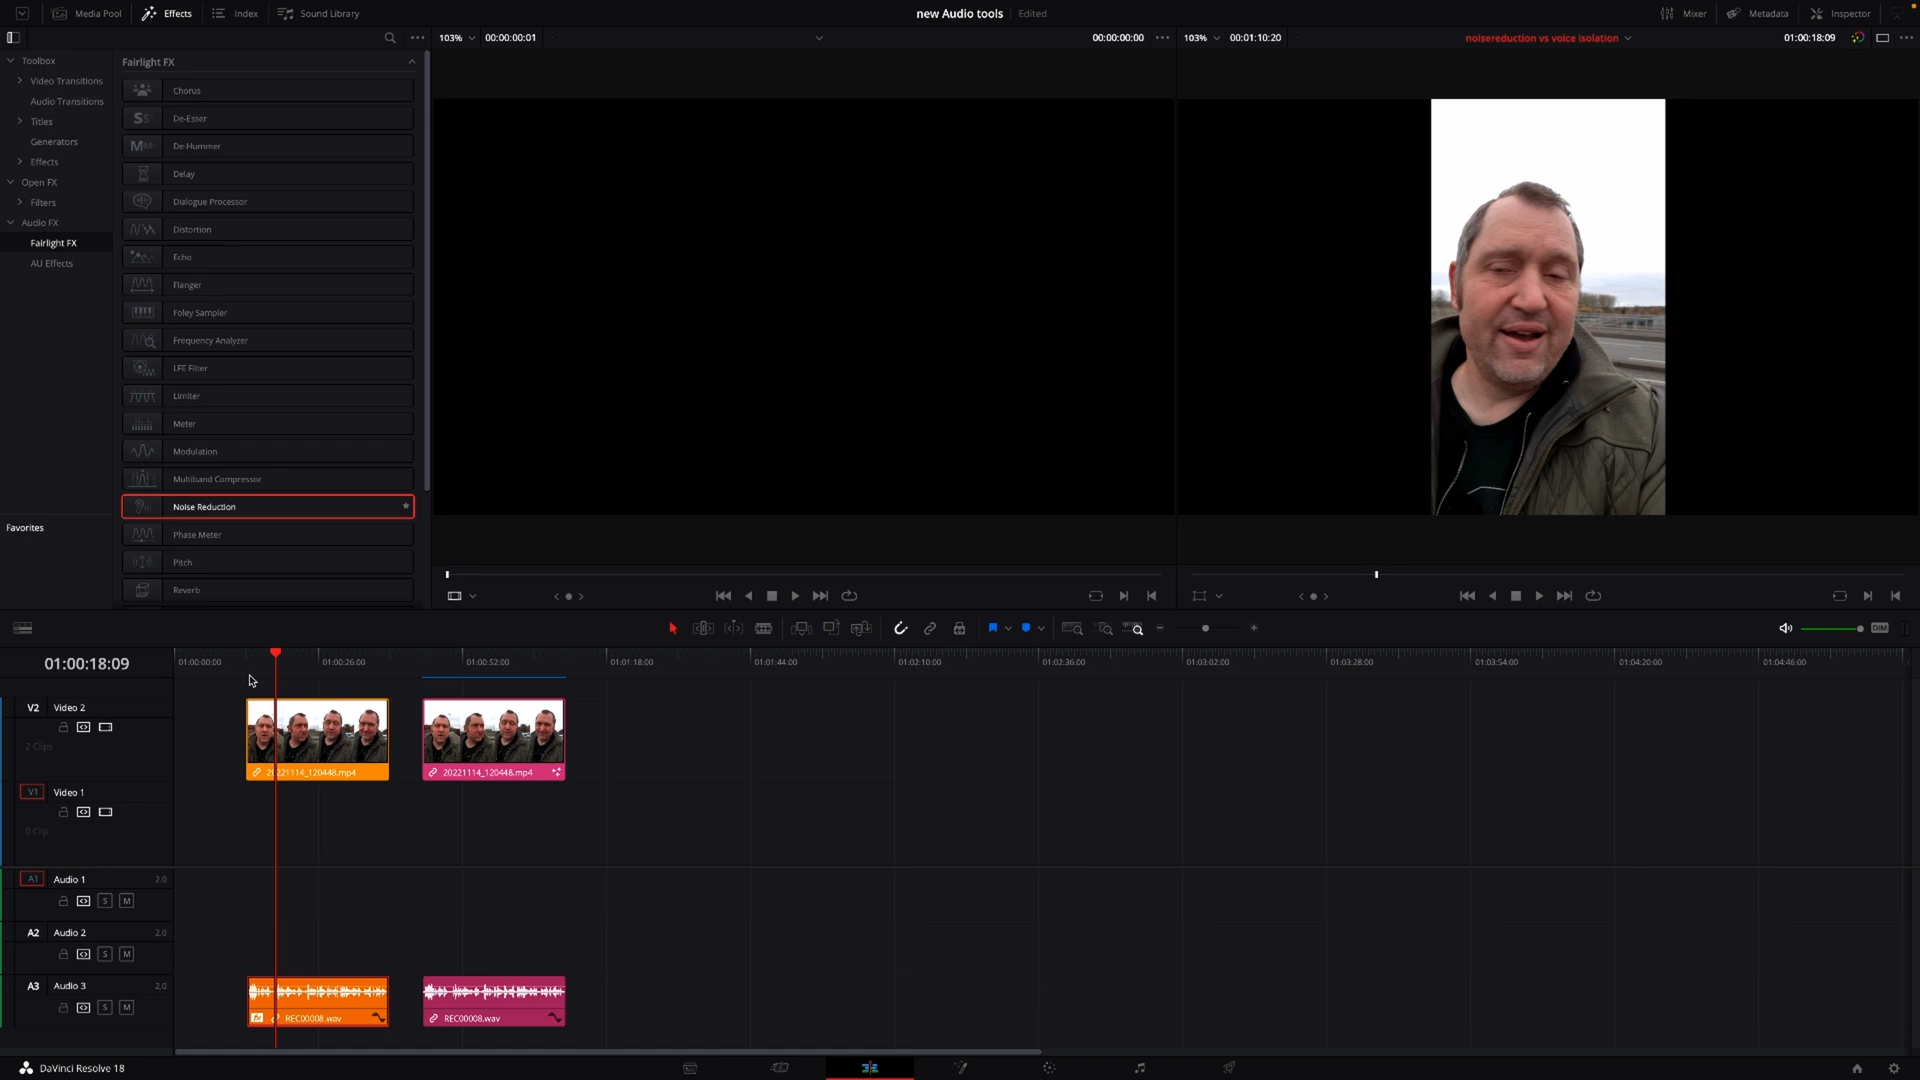 Media Pool
Effects
Index
Sound Library
new Audio tools
Edited
Mixer
Metadata
Inspector
103%
00:00:00:01
00:00:00:00
103%
00:01:10:20
noisereduction vs voice isolation
01:00:18:09
Toolbox
Video Transitions
Audio Transitions
Titles
Generators
Effects
Open FX
Filters
Audio FX
Fairlight FX
AU Effects
Favorites
Fairlight FX
Chorus
De-Esser
De-Hummer
Delay
Dialogue Processor
Distortion
Echo
Flanger
Foley Sampler
Frequency Analyzer
LFE Filter
Limiter
Meter
Modulation
Multiband Compressor
Noise Reduction
Phase Meter
Pitch
Reverb
DIM
01:00:18:09
01:00:00:00
01:00:26:00
01:00:52:00
01:01:18:00
01:01:44:00
01:02:10:00
01:02:36:00
01:03:02:00
01:03:28:00
01:03:54:00
01:04:20:00
01:04:46:00
V2 Video 2
2 Clips
20221114_120448.mp4
20221114_120448.mp4
V1 Video 1
0 Clip
A1 Audio 1 2.0
S M
A2 Audio 2 2.0
S M
A3 Audio 3 2.0
S M
fx REC00008.wav
REC00008.wav
DaVinci Resolve 18